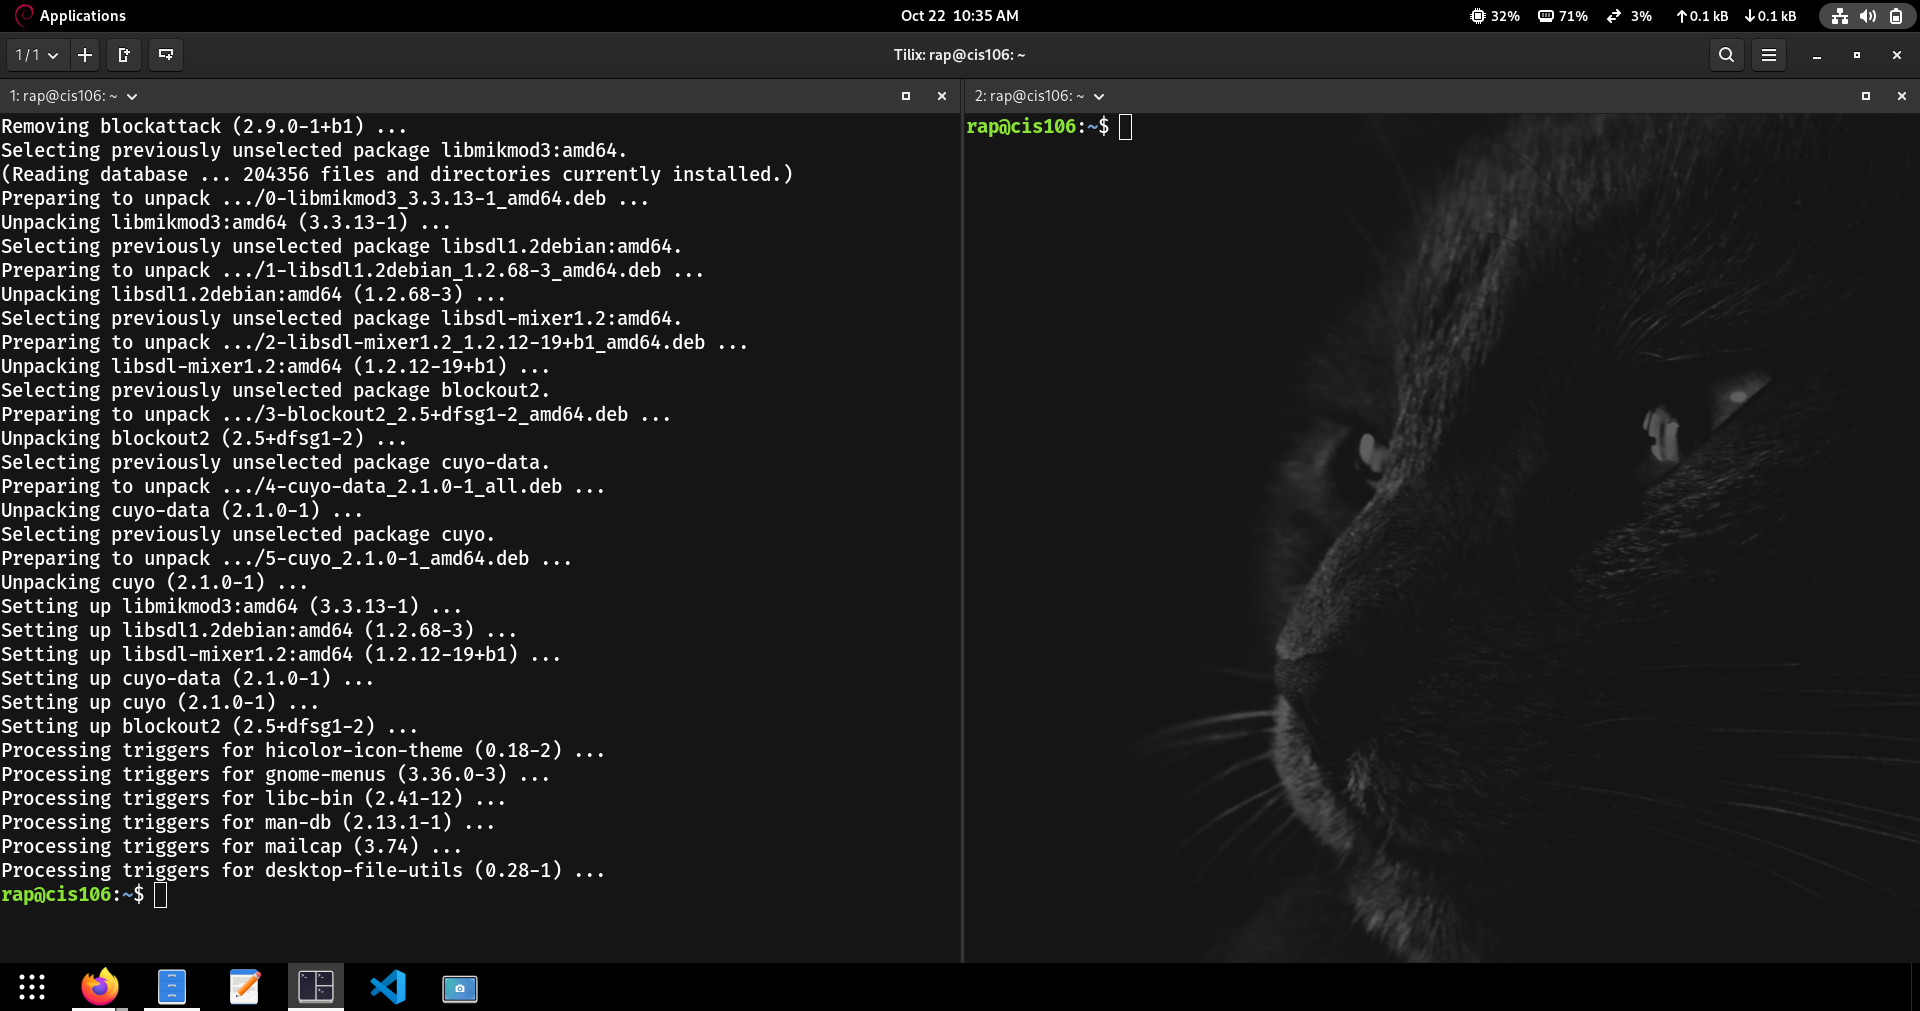 Applications
Oct 22 10:35 AM
32% 71% 3% ↑0.1 kB ↓0.1 kB
1 / 1
Tilix: rap@cis106: ~
1: rap@cis106: ~
Removing blockattack (2.9.0-1+b1) ...
Selecting previously unselected package libmikmod3:amd64.
(Reading database ... 204356 files and directories currently installed.)
Preparing to unpack .../0-libmikmod3_3.3.13-1_amd64.deb ...
Unpacking libmikmod3:amd64 (3.3.13-1) ...
Selecting previously unselected package libsdl1.2debian:amd64.
Preparing to unpack .../1-libsdl1.2debian_1.2.68-3_amd64.deb ...
Unpacking libsdl1.2debian:amd64 (1.2.68-3) ...
Selecting previously unselected package libsdl-mixer1.2:amd64.
Preparing to unpack .../2-libsdl-mixer1.2_1.2.12-19+b1_amd64.deb ...
Unpacking libsdl-mixer1.2:amd64 (1.2.12-19+b1) ...
Selecting previously unselected package blockout2.
Preparing to unpack .../3-blockout2_2.5+dfsg1-2_amd64.deb ...
Unpacking blockout2 (2.5+dfsg1-2) ...
Selecting previously unselected package cuyo-data.
Preparing to unpack .../4-cuyo-data_2.1.0-1_all.deb ...
Unpacking cuyo-data (2.1.0-1) ...
Selecting previously unselected package cuyo.
Preparing to unpack .../5-cuyo_2.1.0-1_amd64.deb ...
Unpacking cuyo (2.1.0-1) ...
Setting up libmikmod3:amd64 (3.3.13-1) ...
Setting up libsdl1.2debian:amd64 (1.2.68-3) ...
Setting up libsdl-mixer1.2:amd64 (1.2.12-19+b1) ...
Setting up cuyo-data (2.1.0-1) ...
Setting up cuyo (2.1.0-1) ...
Setting up blockout2 (2.5+dfsg1-2) ...
Processing triggers for hicolor-icon-theme (0.18-2) ...
Processing triggers for gnome-menus (3.36.0-3) ...
Processing triggers for libc-bin (2.41-12) ...
Processing triggers for man-db (2.13.1-1) ...
Processing triggers for mailcap (3.74) ...
Processing triggers for desktop-file-utils (0.28-1) ...
rap@cis106:~$
2: rap@cis106: ~
rap@cis106:~$